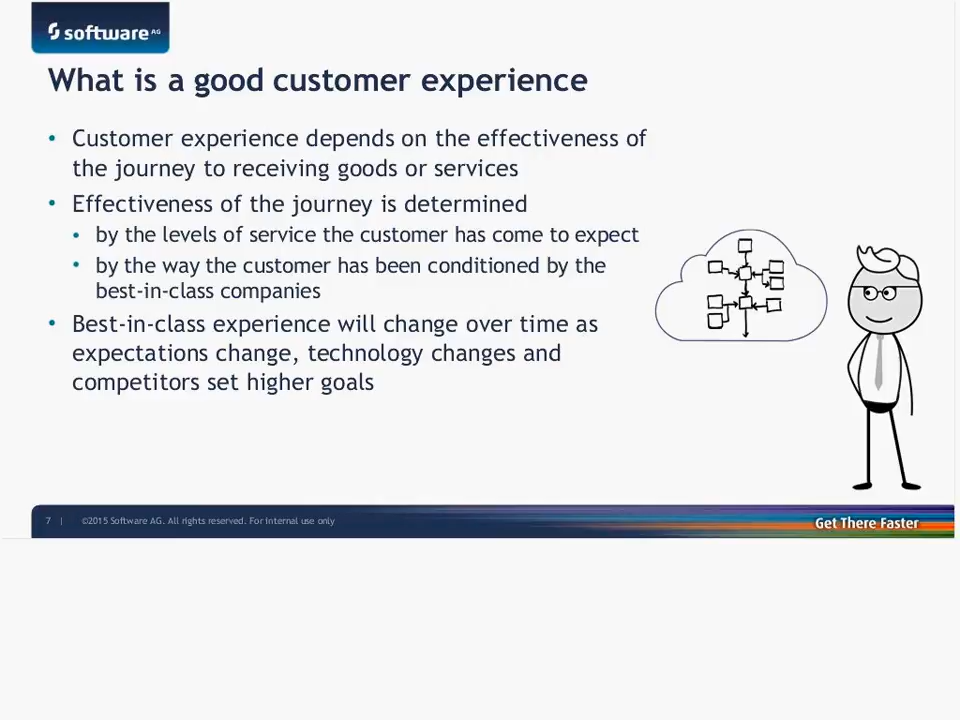 software AG
What is a good customer experience
• Customer experience depends on the effectiveness of
the journey to receiving goods or services
• Effectiveness of the journey is determined
• by the levels of service the customer has come to expect
• by the way the customer has been conditioned by the
best-in-class companies
• Best-in-class experience will change over time as
expectations change, technology changes and
competitors set higher goals
7 | ©2015 Software AG. All rights reserved. For internal use only
Get There Faster